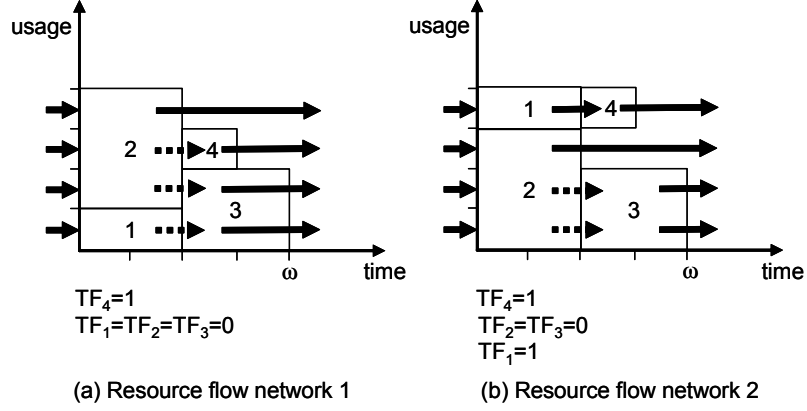 usage
2
4
3
1
ω
time
TF4=1
TF1=TF2=TF3=0
(a) Resource flow network 1
usage
1
4
2
3
ω
time
TF4=1
TF2=TF3=0
TF1=1
(b) Resource flow network 2